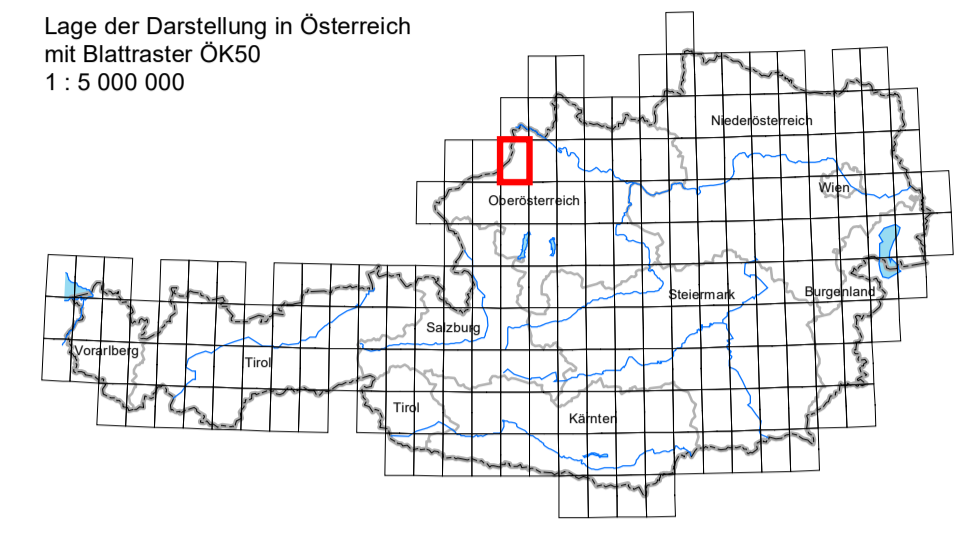 Lage der Darstellung in Österreich
mit Blattraster ÖK50
1 : 5 000 000
Niederösterreich
Wien
Oberösterreich
Steiermark
Burgenland
Salzburg
Vorarlberg
Tirol
Tirol
Kärnten